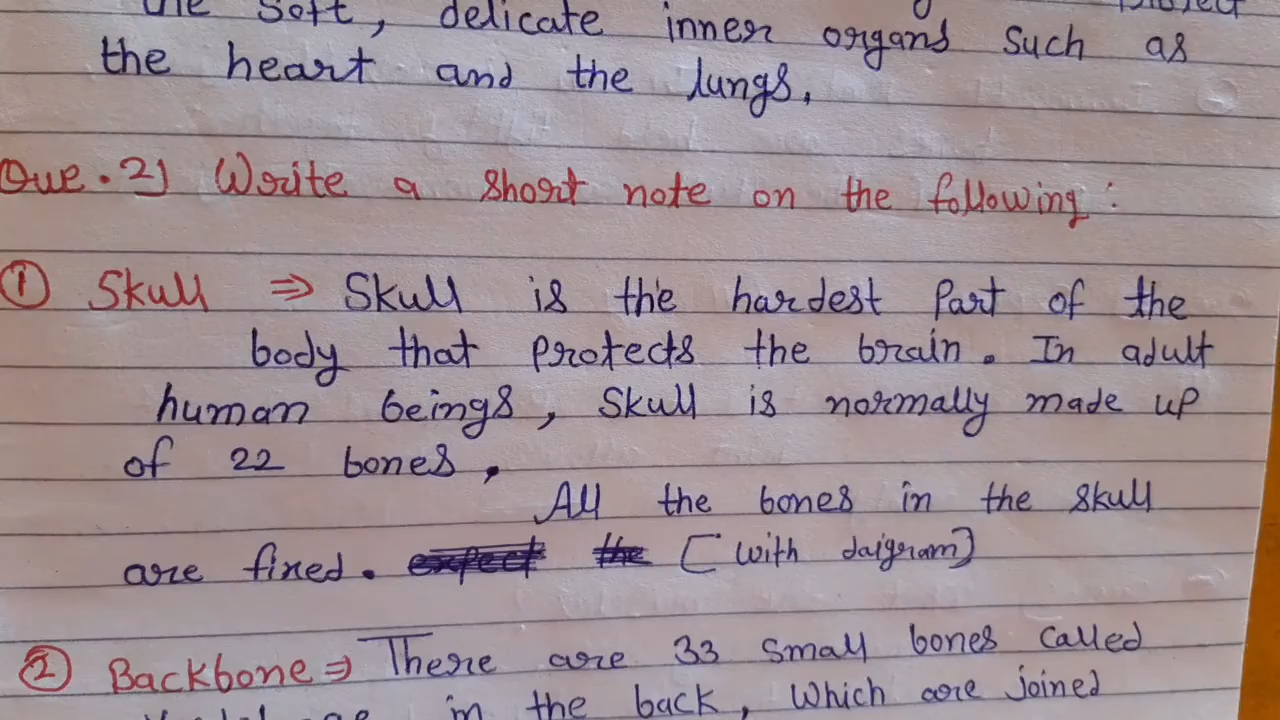 the soft, delicate inner organs such as
the heart and the lungs.
Que. 2) Write a short note on the following :
① Skull ⇒ Skull is the hardest Part of the
body that protects the brain. In adult
human beings, Skull is normally made up
of 22 bones.
All the bones in the skull
are fixed. ~~expect~~ ~~the~~ [with daigram]
② Backbone ⇒ There are 33 small bones called
in the back, which are joined